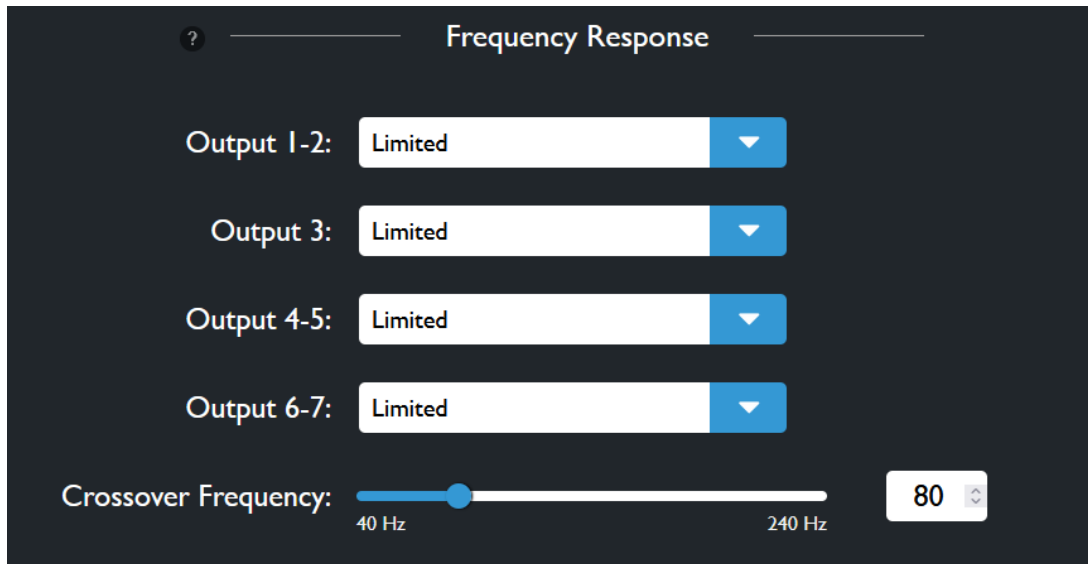 ? Frequency Response
Output 1-2: Limited
Output 3: Limited
Output 4-5: Limited
Output 6-7: Limited
Crossover Frequency: 80
40 Hz 240 Hz